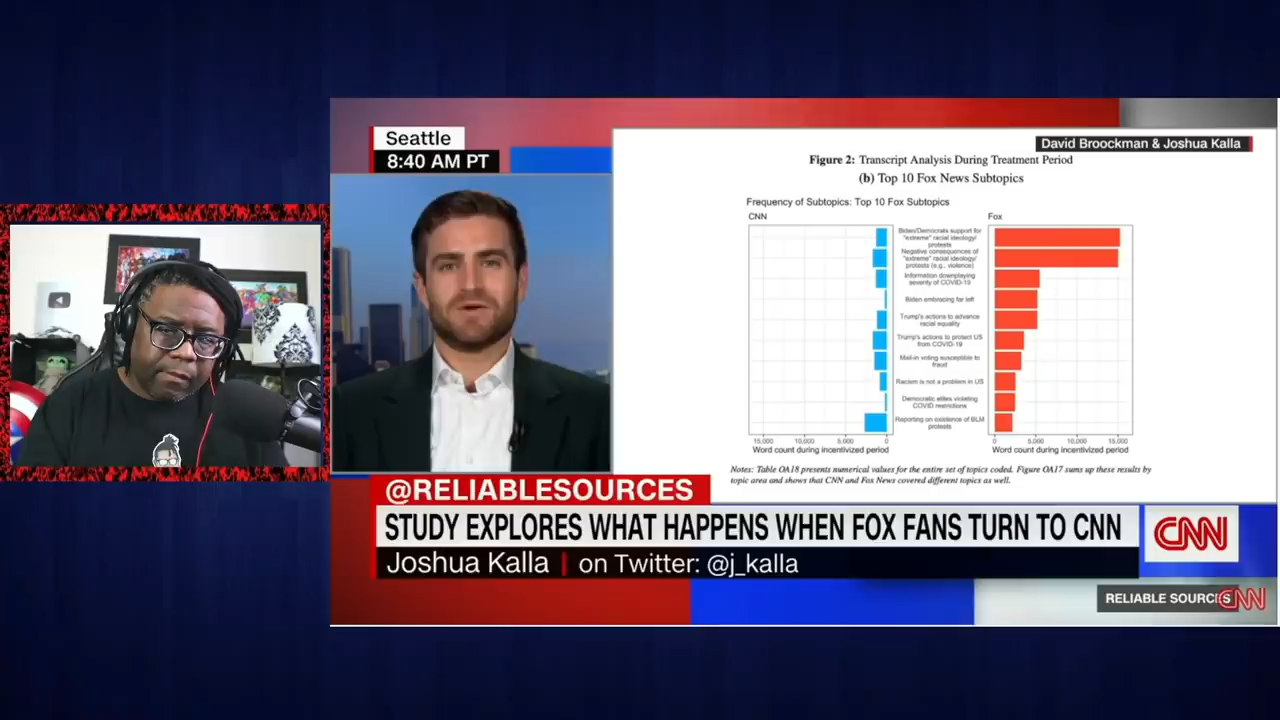 Seattle
8:40 AM PT
David Broockman & Joshua Kalla
Figure 2: Transcript Analysis During Treatment Period
(b) Top 10 Fox News Subtopics
Frequency of Subtopics: Top 10 Fox Subtopics
CNN
Fox
Biden/Democrats support for
"extreme" racial ideology/
protests
Negative consequences of
"extreme" racial ideology/
protests (e.g., violence)
Information downplaying
severity of COVID-19
Biden embracing far left
Trump's actions to advance
racial equality
Trump's actions to protect US
from COVID-19
Mail-in voting susceptible to
fraud
Racism is not a problem in US
Democratic elites violating
COVID restrictions
Reporting on existence of BLM
protests
15,000 10,000 5,000 0
0 5,000 10,000 15,000
Word count during incentivized period
Word count during incentivized period
Notes: Table OA18 presents numerical values for the entire set of topics coded. Figure OA17 sums up these results by
topic area and shows that CNN and Fox News covered different topics as well.
@RELIABLESOURCES
STUDY EXPLORES WHAT HAPPENS WHEN FOX FANS TURN TO CNN
CNN
Joshua Kalla | on Twitter: @j_kalla
RELIABLE SOURCES
CNN